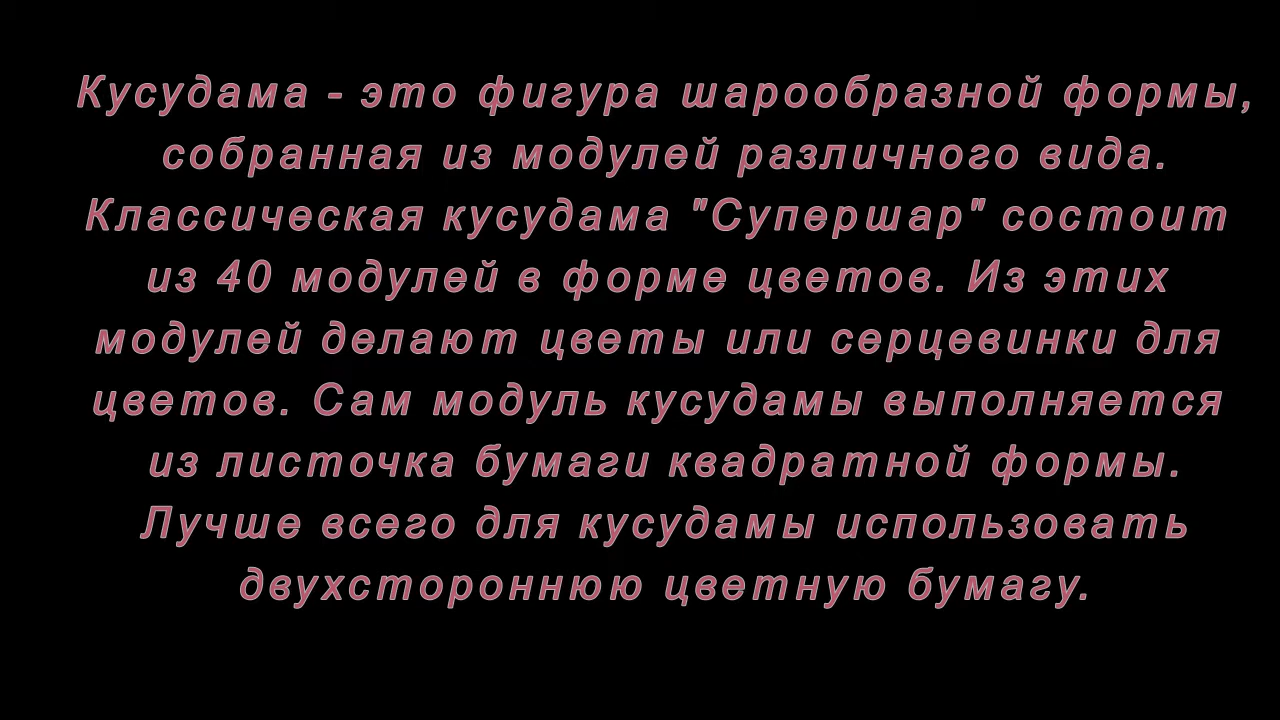 Кусудама - это фигура шарообразной формы,
собранная из модулей различного вида.
Классическая кусудама "Супершар" состоит
из 40 модулей в форме цветов. Из этих
модулей делают цветы или серцевинки для
цветов. Сам модуль кусудамы выполняется
из листочка бумаги квадратной формы.
Лучше всего для кусудамы использовать
двухстороннюю цветную бумагу.